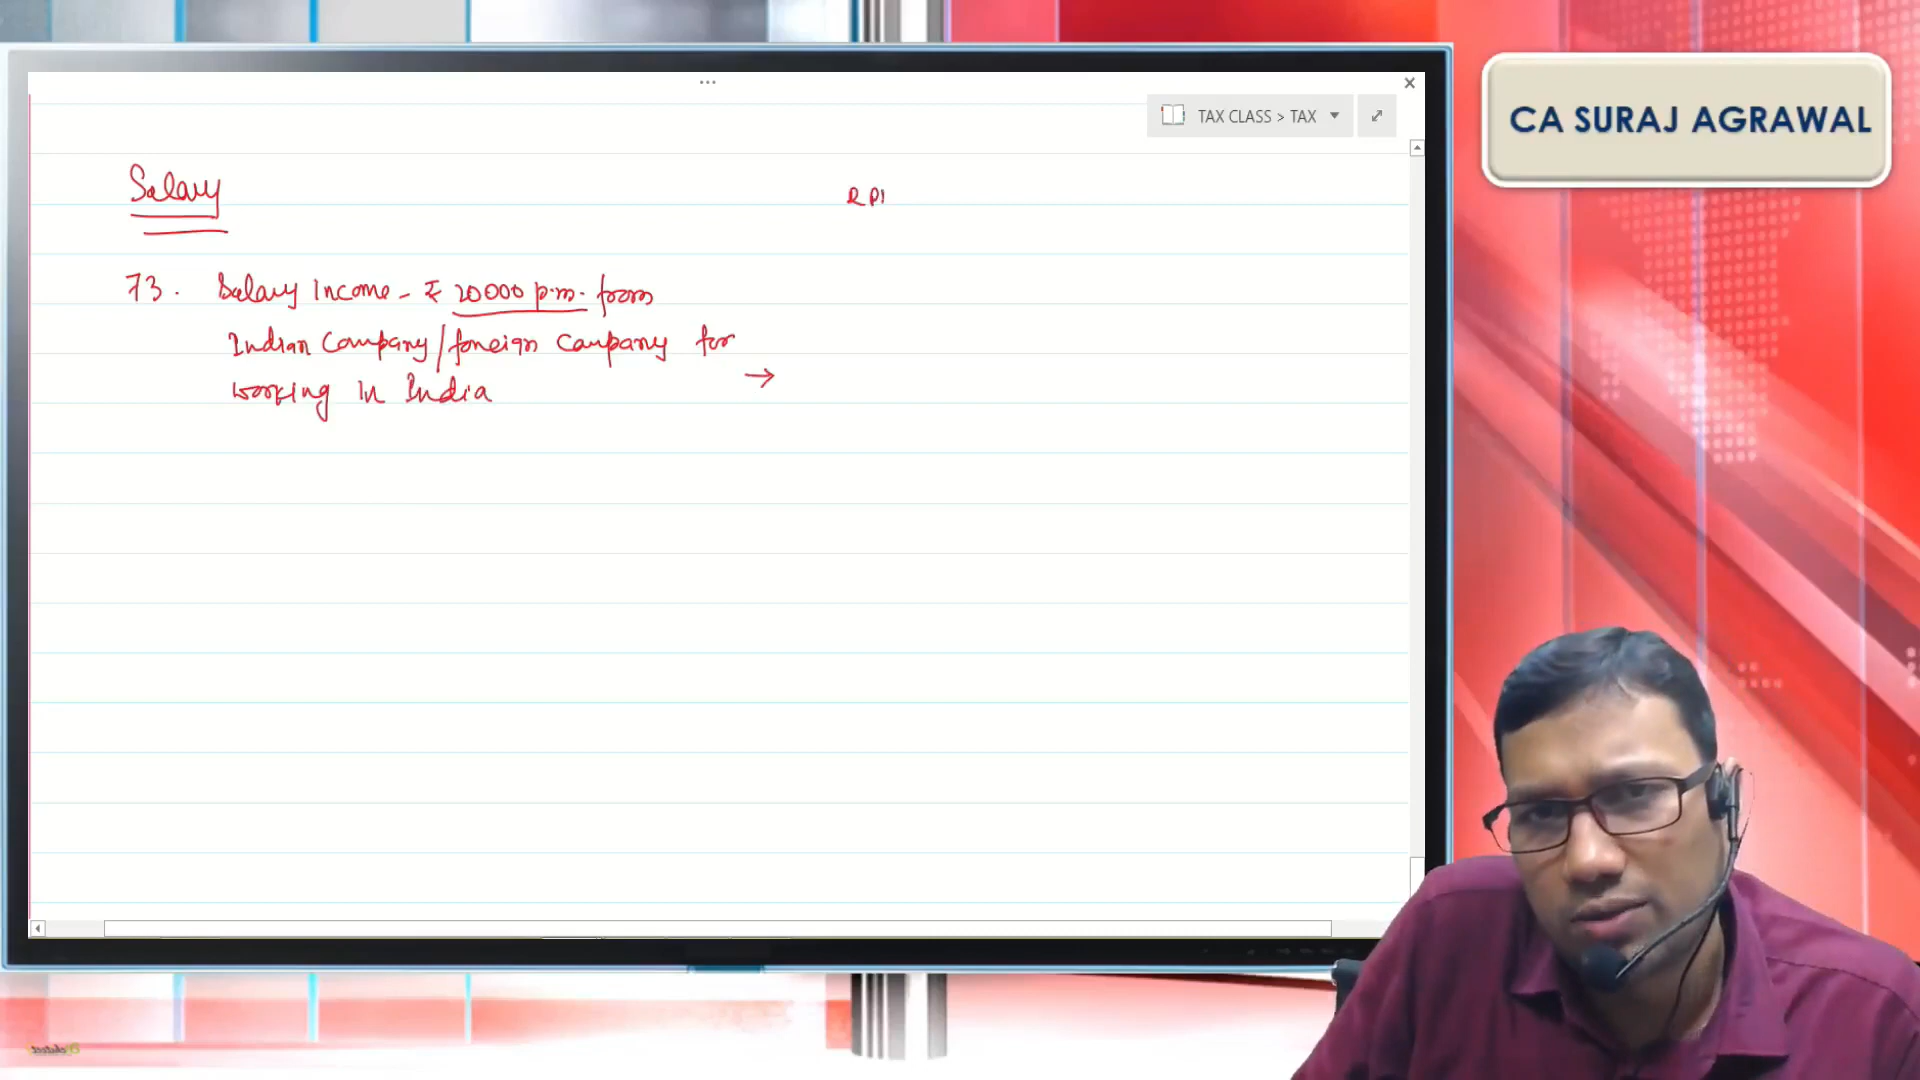 ...
TAX CLASS > TAX
CA SURAJ AGRAWAL
Salary
R PI
73. Salary Income - ₹ 20000 p.m. from
Indian Company/foreign Company for
working in India →